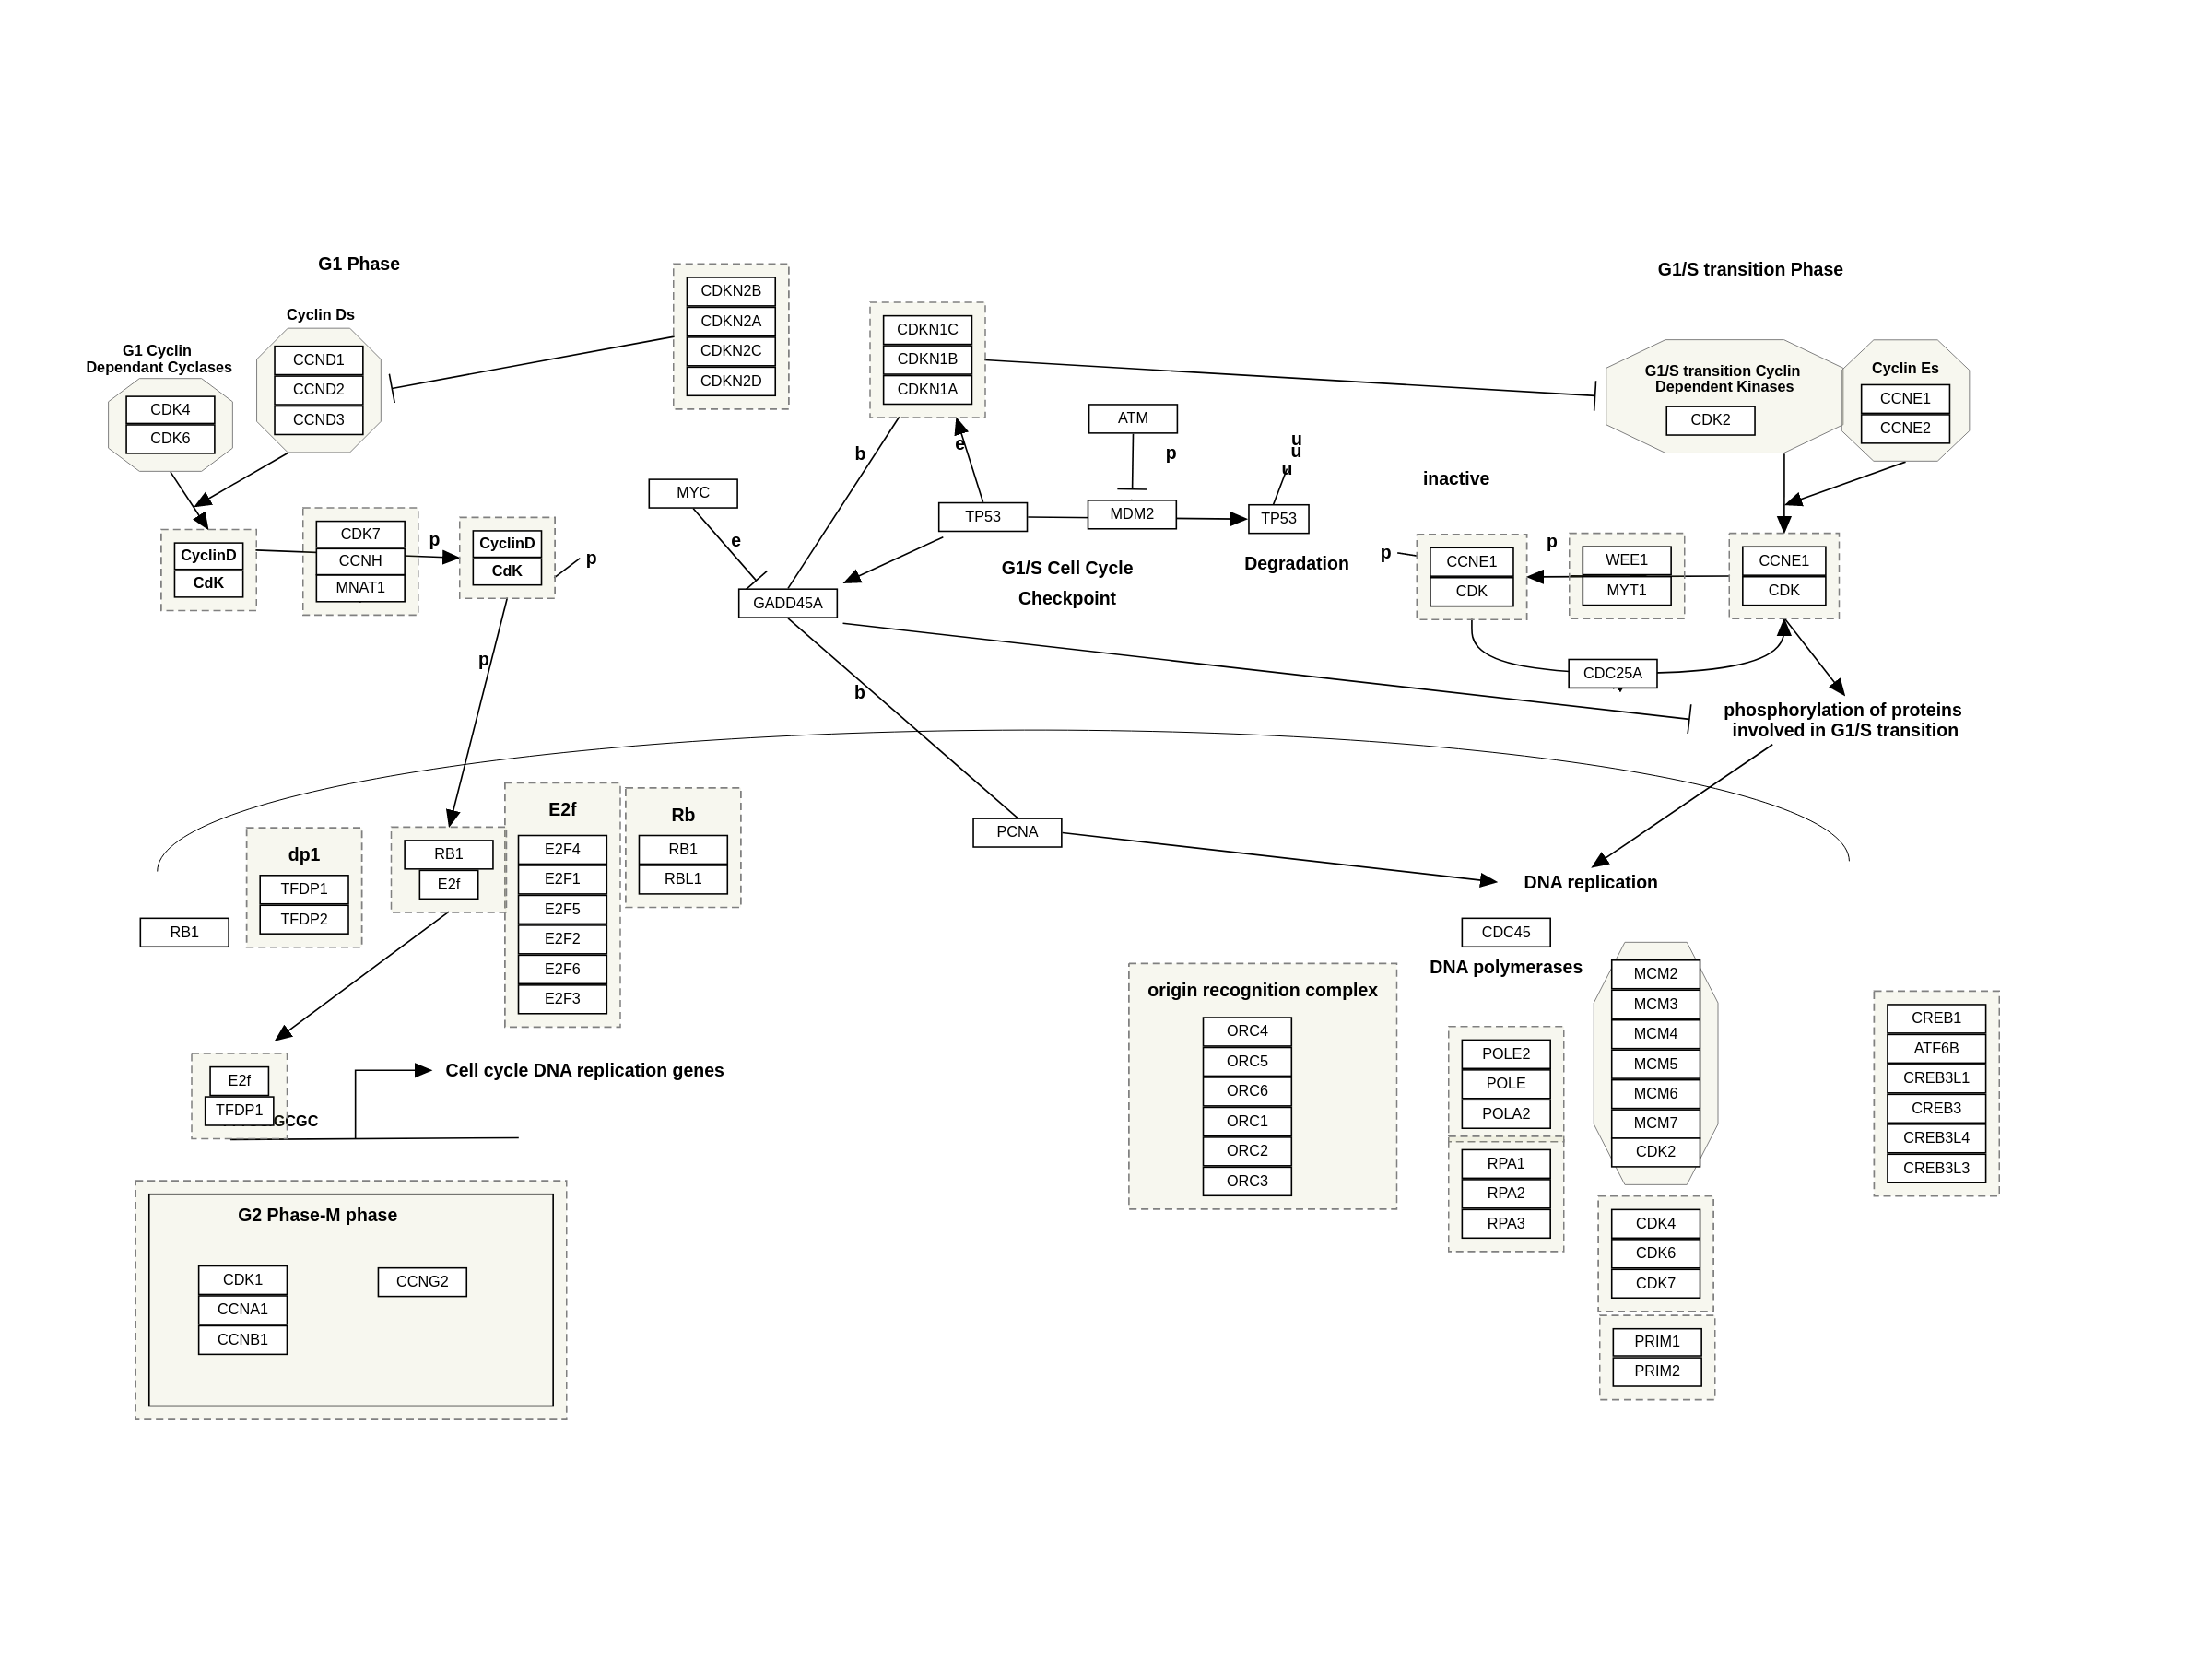 G1 Phase
G1/S transition Phase
Cyclin Ds
G1 Cyclin
Dependant Cyclases
CCND1
CCND2
CCND3
CDK4
CDK6
CDKN2B
CDKN2A
CDKN2C
CDKN2D
CDKN1C
CDKN1B
CDKN1A
G1/S transition Cyclin
Dependent Kinases
CDK2
Cyclin Es
CCNE1
CCNE2
ATM
b
e
p
u
u
u
inactive
MYC
e
TP53
MDM2
TP53
CyclinD
CdK
CDK7
CCNH
MNAT1
p
CyclinD
CdK
p
G1/S Cell Cycle
Checkpoint
Degradation
p
CCNE1
CDK
p
WEE1
MYT1
CCNE1
CDK
GADD45A
CDC25A
p
b
phosphorylation of proteins
involved in G1/S transition
E2f
E2F4
E2F1
E2F5
E2F2
E2F6
E2F3
Rb
RB1
RBL1
dp1
TFDP1
TFDP2
RB1
E2f
RB1
PCNA
DNA replication
CDC45
DNA polymerases
origin recognition complex
ORC4
ORC5
ORC6
ORC1
ORC2
ORC3
POLE2
POLE
POLA2
RPA1
RPA2
RPA3
MCM2
MCM3
MCM4
MCM5
MCM6
MCM7
CDK2
CDK4
CDK6
CDK7
PRIM1
PRIM2
CREB1
ATF6B
CREB3L1
CREB3
CREB3L4
CREB3L3
E2f
TFDP1
GCGC
Cell cycle DNA replication genes
G2 Phase-M phase
CDK1
CCNA1
CCNB1
CCNG2